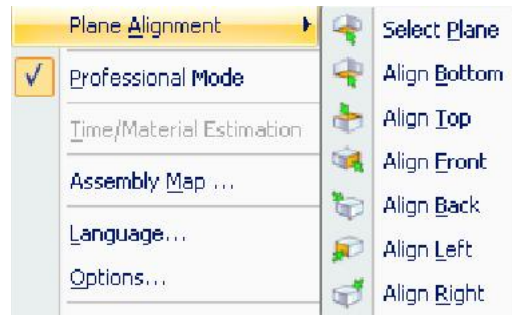 Plane Alignment
Professional Mode
Time/Material Estimation
Assembly Map ...
Language...
Options...
Select Plane
Align Bottom
Align Top
Align Front
Align Back
Align Left
Align Right